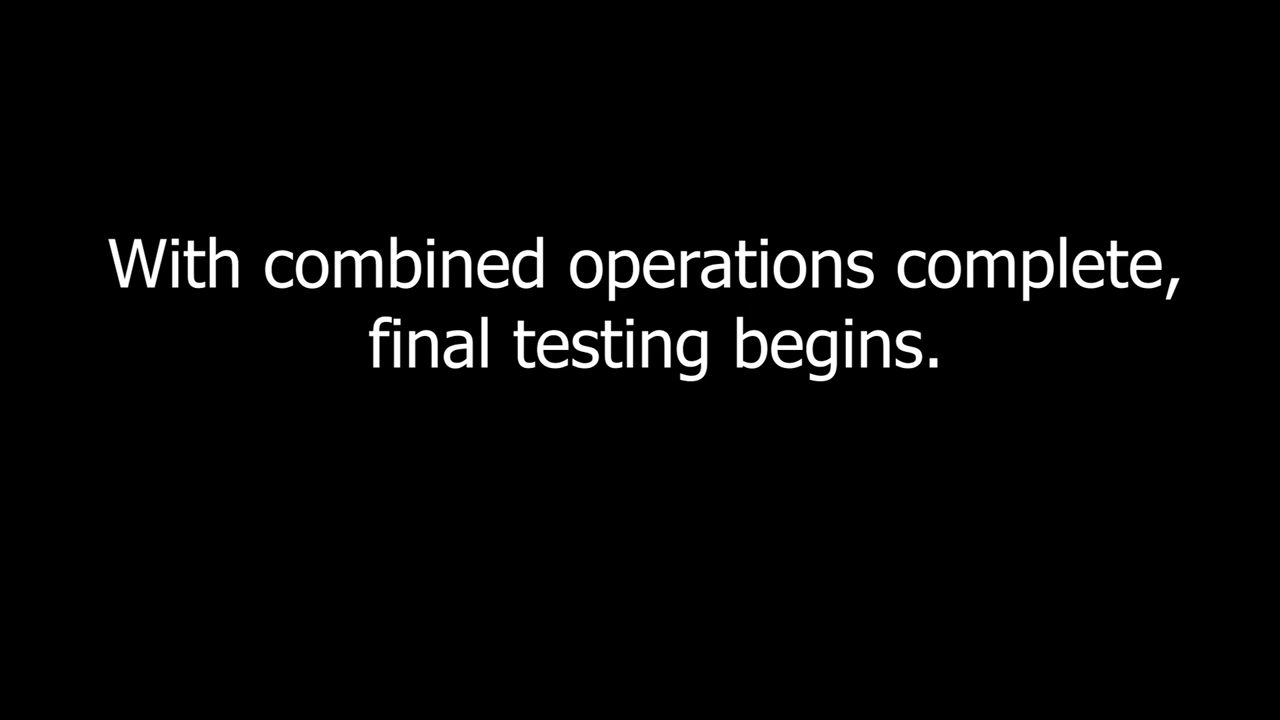 With combined operations complete,
final testing begins.